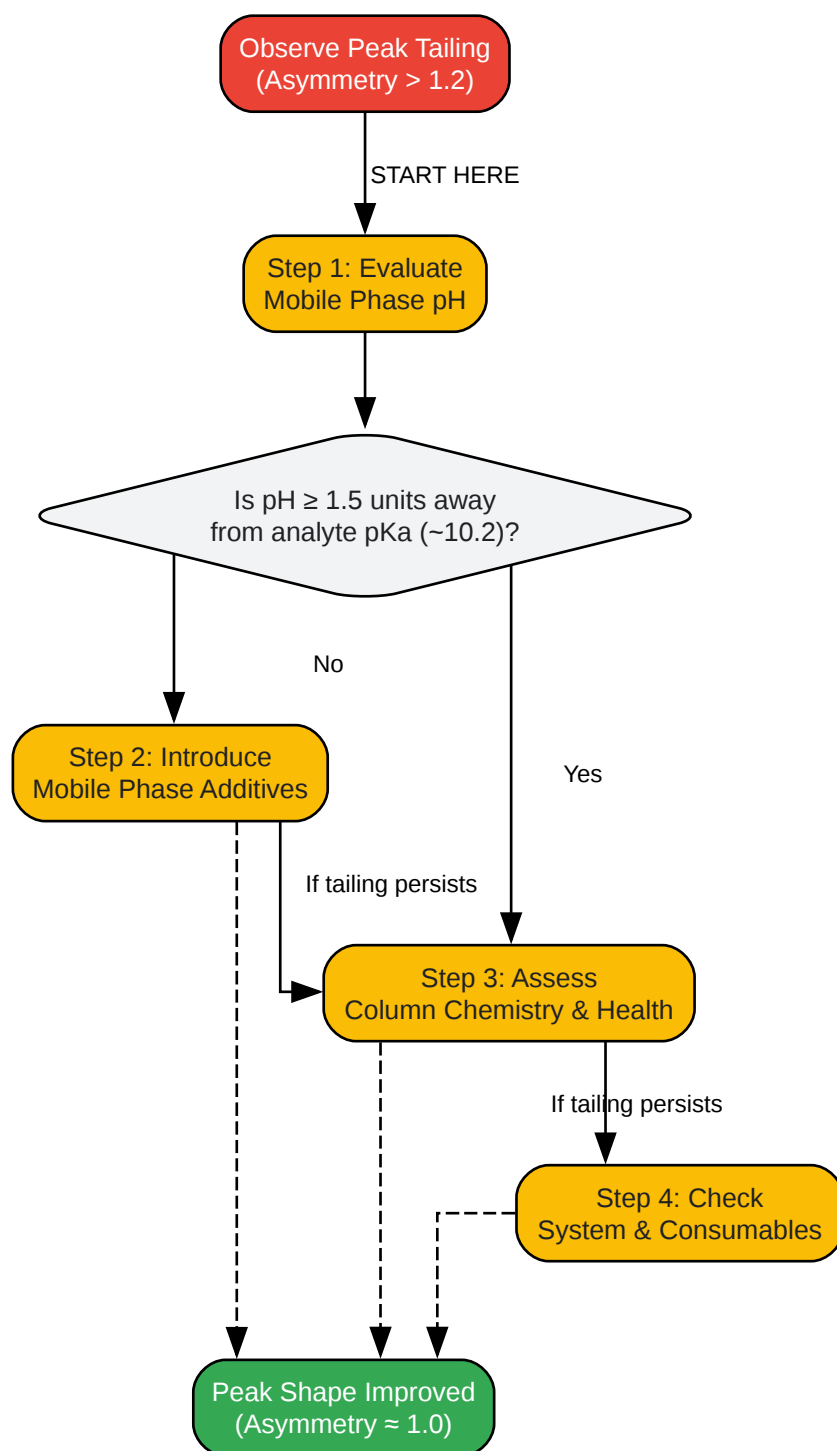 Observe Peak Tailing
(Asymmetry > 1.2)
START HERE
Step 1: Evaluate
Mobile Phase pH
Is pH ≥ 1.5 units away
from analyte pKa (~10.2)?
No
Step 2: Introduce
Mobile Phase Additives
Yes
If tailing persists
Step 3: Assess
Column Chemistry & Health
If tailing persists
Step 4: Check
System & Consumables
Peak Shape Improved
(Asymmetry ≈ 1.0)